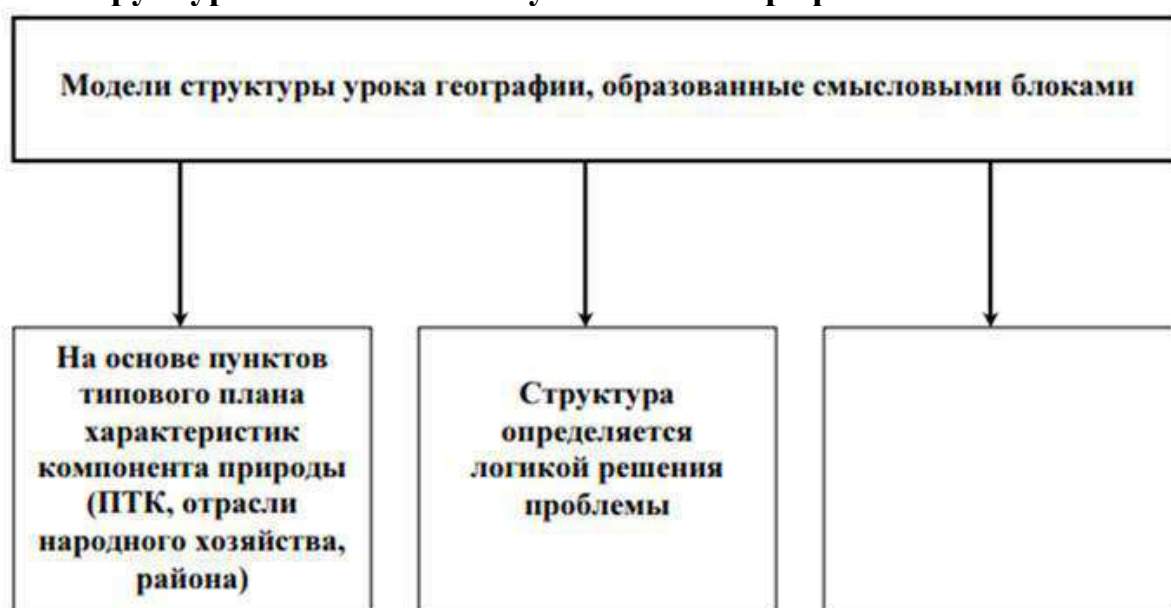 Модели структуры урока географии, образованные смысловыми блоками
На основе пунктов
типового плана
характеристик
компонента природы
(ПТК, отрасли
народного хозяйства,
района)
Структура
определяется
логикой решения
проблемы